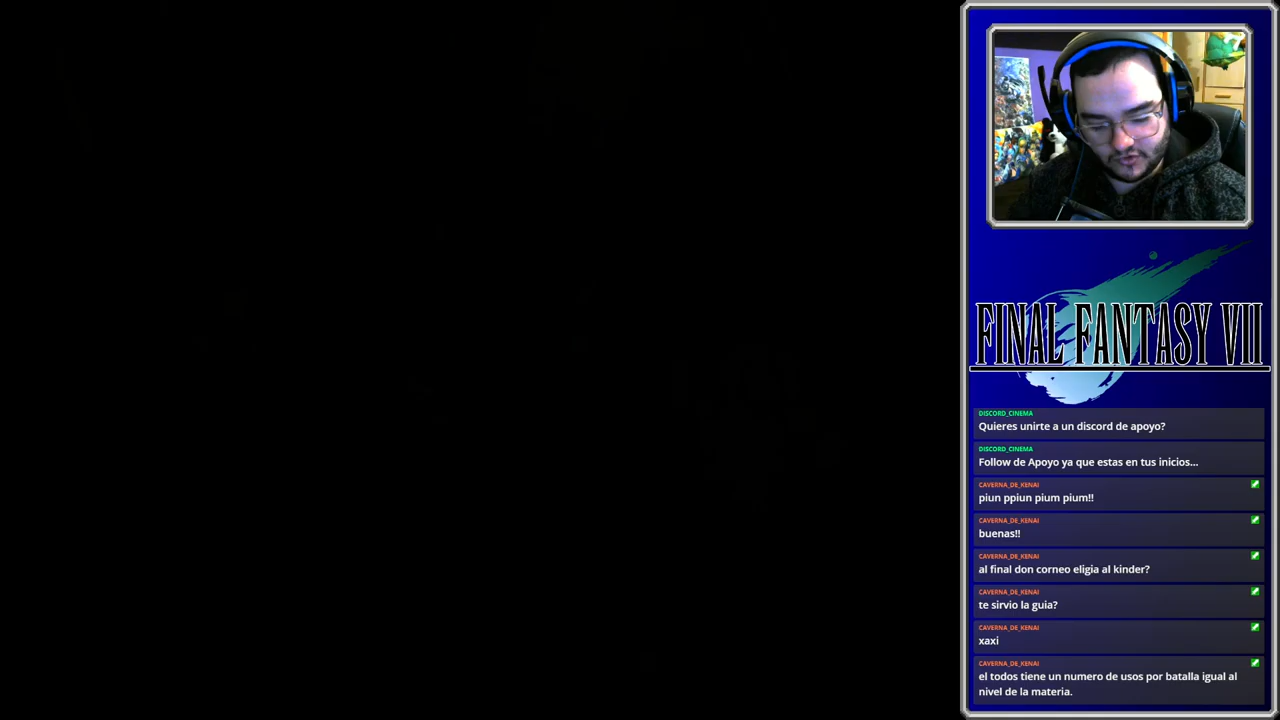 FINAL FANTASY VII
DISCORD_CINEMA
Quieres unirte a un discord de apoyo?
DISCORD_CINEMA
Follow de Apoyo ya que estas en tus inicios...
CAVERNA_DE_KENAI
piun ppiun pium pium!!
CAVERNA_DE_KENAI
buenas!!
CAVERNA_DE_KENAI
al final don corneo eligia al kinder?
CAVERNA_DE_KENAI
te sirvio la guia?
CAVERNA_DE_KENAI
xaxi
CAVERNA_DE_KENAI
el todos tiene un numero de usos por batalla igual al
nivel de la materia.